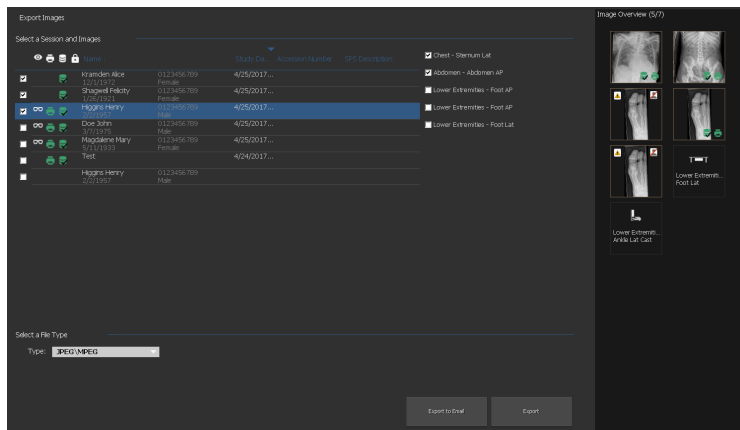 Export Images
Image Overview (5/7)
Select a Session and Images
Name
Study Da... Accession Number SPS Description
Chest - Sternum Lat
Abdomen - Abdomen AP
Lower Extremities - Foot AP
Lower Extremities - Foot AP
Lower Extremities - Foot Lat
Kramden Alice 0123456789 4/25/2017...
12/1/1972 Female
Shagwell Felicity 0123456789 4/25/2017...
1/26/1921 Female
Higgins Henry 0123456789 4/25/2017...
2/2/1957 Male
Doe John 0123456789 4/25/2017...
3/7/1975 Male
Magdalene Mary 0123456789 4/25/2017...
5/11/1933 Female
Test 4/24/2017...
Higgins Henry 0123456789
2/2/1957 Male
Lower Extremiti...
Foot Lat
Lower Extremiti...
Ankle Lat Cast
Select a File Type
Type: JPEG\MPEG
Export to Email
Export